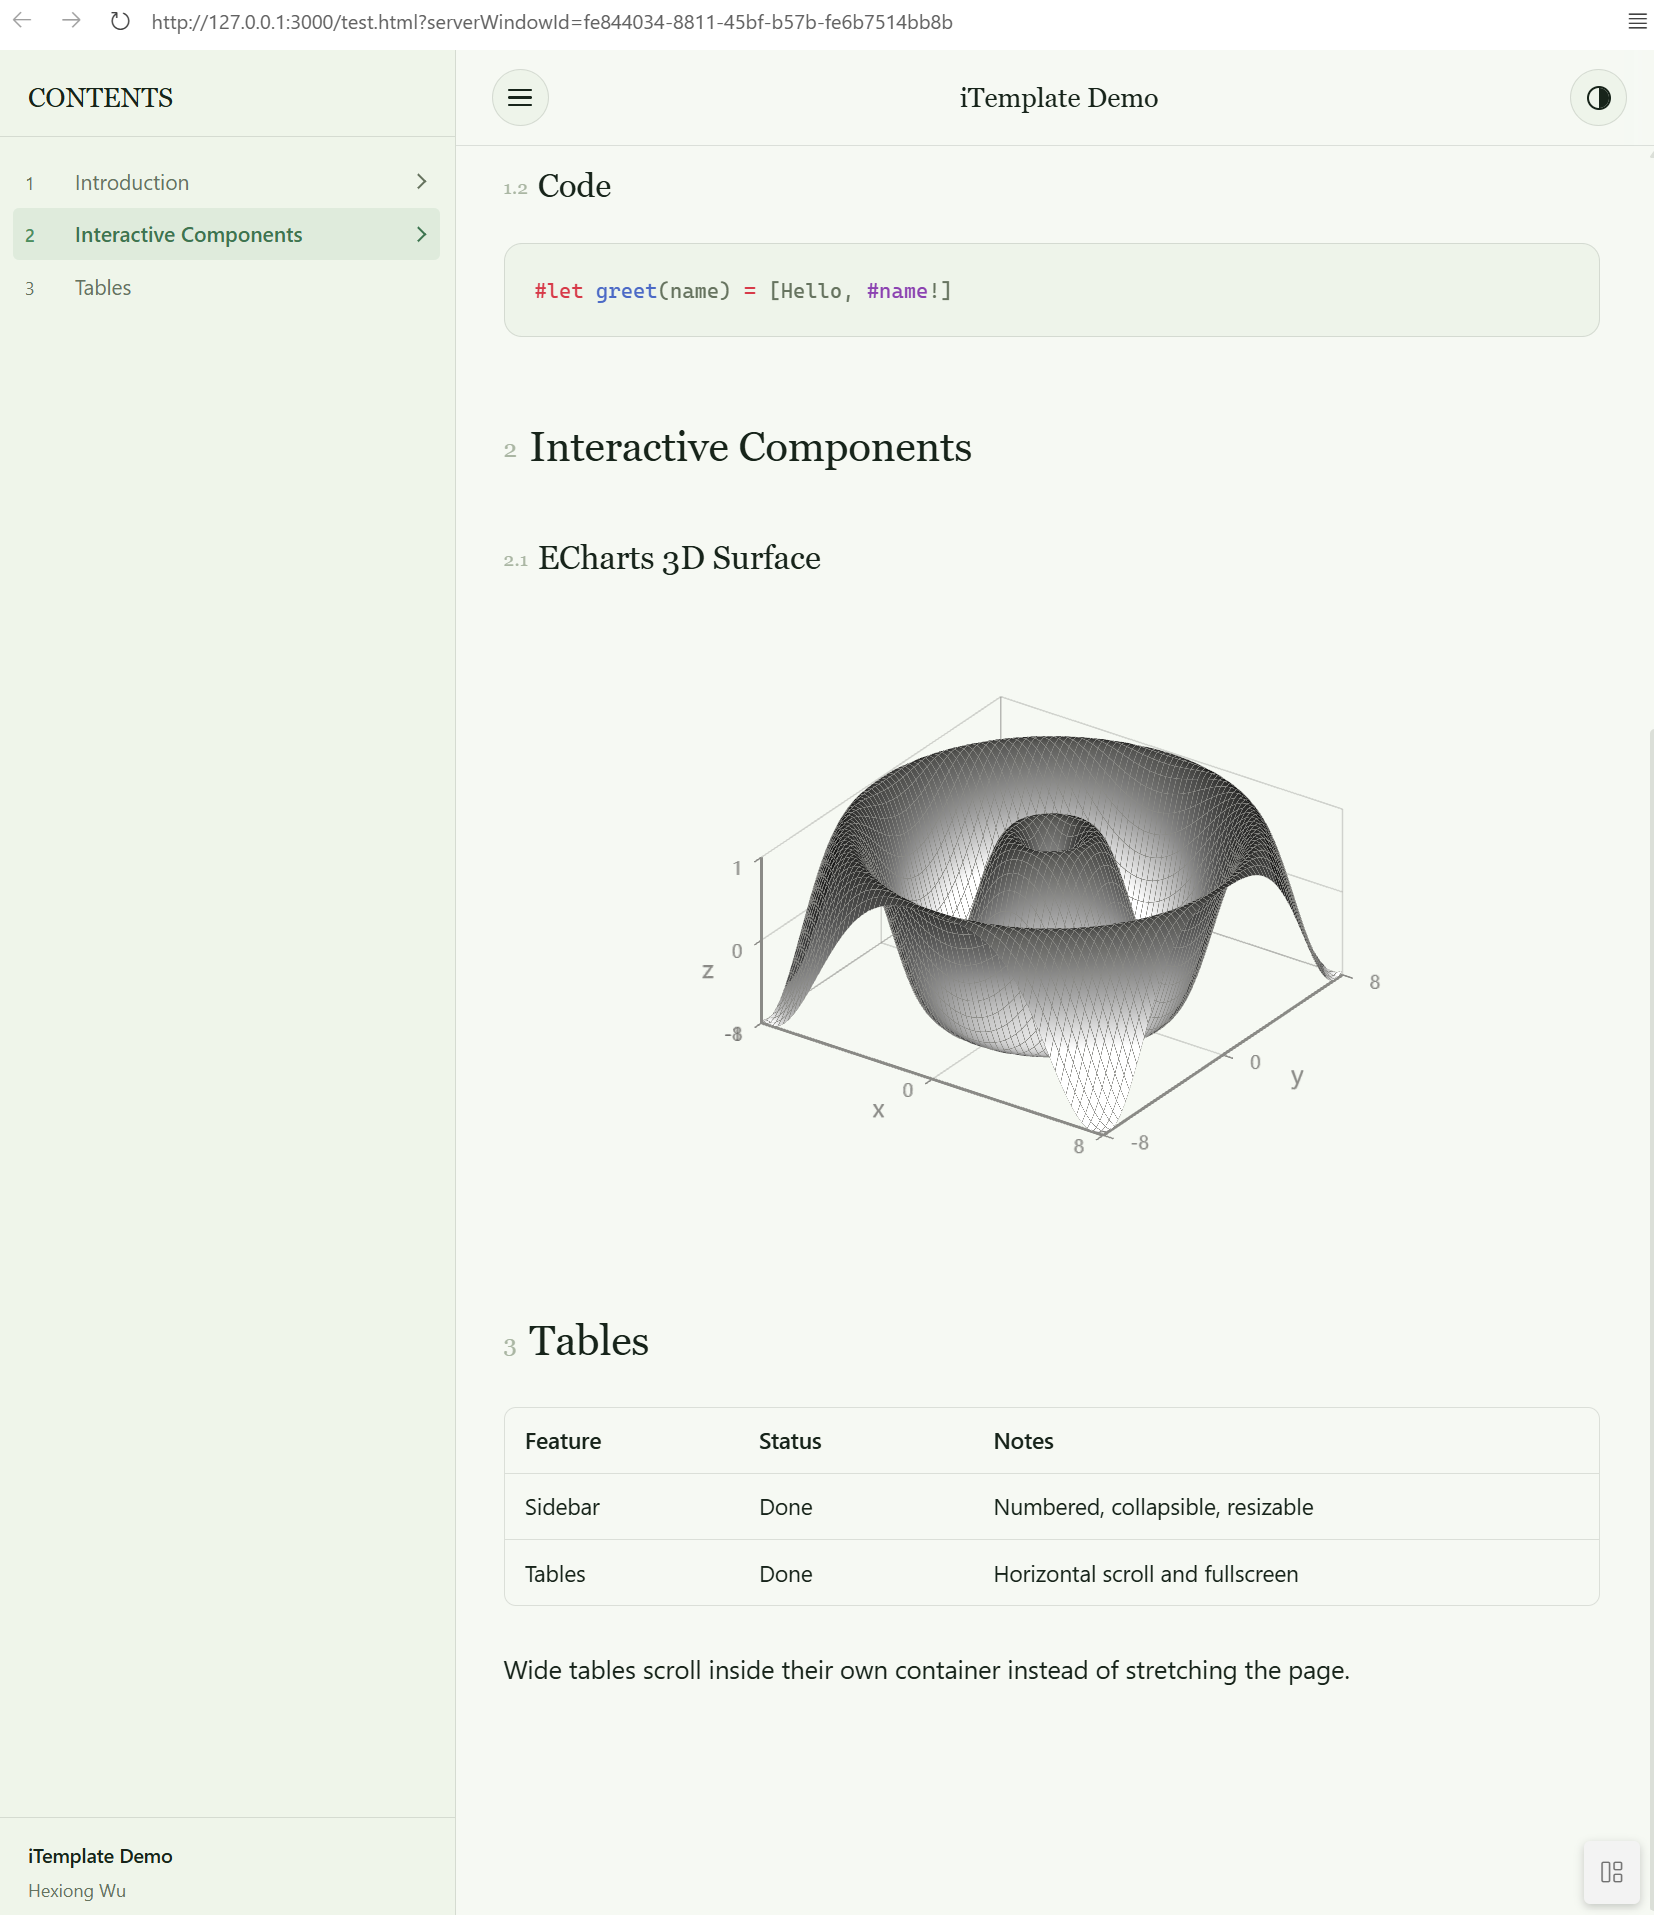 http://127.0.0.1:3000/test.html?serverWindowId=fe844034-8811-45bf-b57b-fe6b7514bb8b
CONTENTS
1 Introduction
2 Interactive Components
3 Tables
iTemplate Demo
Hexiong Wu
iTemplate Demo
1.2 Code
#let greet(name) = [Hello, #name!]
2 Interactive Components
2.1 ECharts 3D Surface
1
0
z
-1
-8
0
x
8
-8
0
y
8
3 Tables
Feature Status Notes
Sidebar Done Numbered, collapsible, resizable
Tables Done Horizontal scroll and fullscreen
Wide tables scroll inside their own container instead of stretching the page.